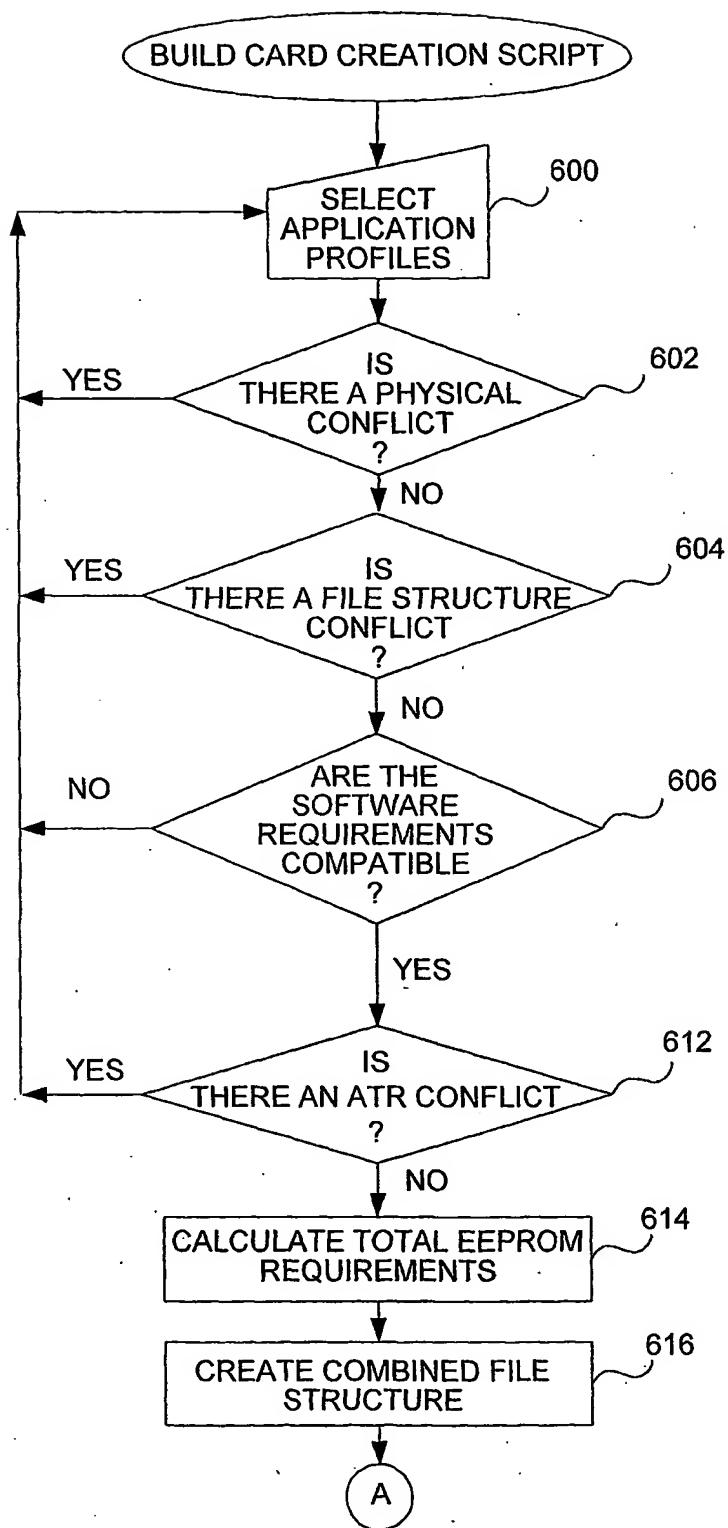 BUILD CARD CREATION SCRIPT
600
SELECT
APPLICATION
PROFILES
602
IS
THERE A PHYSICAL
CONFLICT
?
YES
NO
604
IS
THERE A FILE STRUCTURE
CONFLICT
?
YES
NO
606
ARE THE
SOFTWARE
REQUIREMENTS
COMPATIBLE
?
NO
YES
612
IS
THERE AN ATR CONFLICT
?
YES
NO
614
CALCULATE TOTAL EEPROM
REQUIREMENTS
616
CREATE COMBINED FILE
STRUCTURE
A